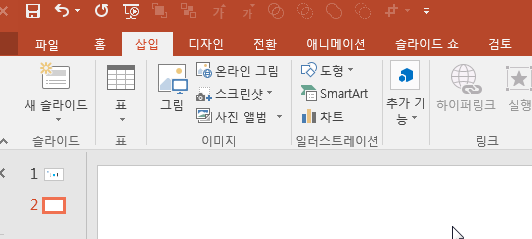 가 가
파일 홈 삽입 디자인 전환 애니메이션 슬라이드 쇼 검토
새 슬라이드
표
그림
온라인 그림
스크린샷
사진 앨범
도형
SmartArt
차트
추가 기
능
하이퍼링크
실행
슬라이드 표 이미지 일러스트레이션 링크
1
2